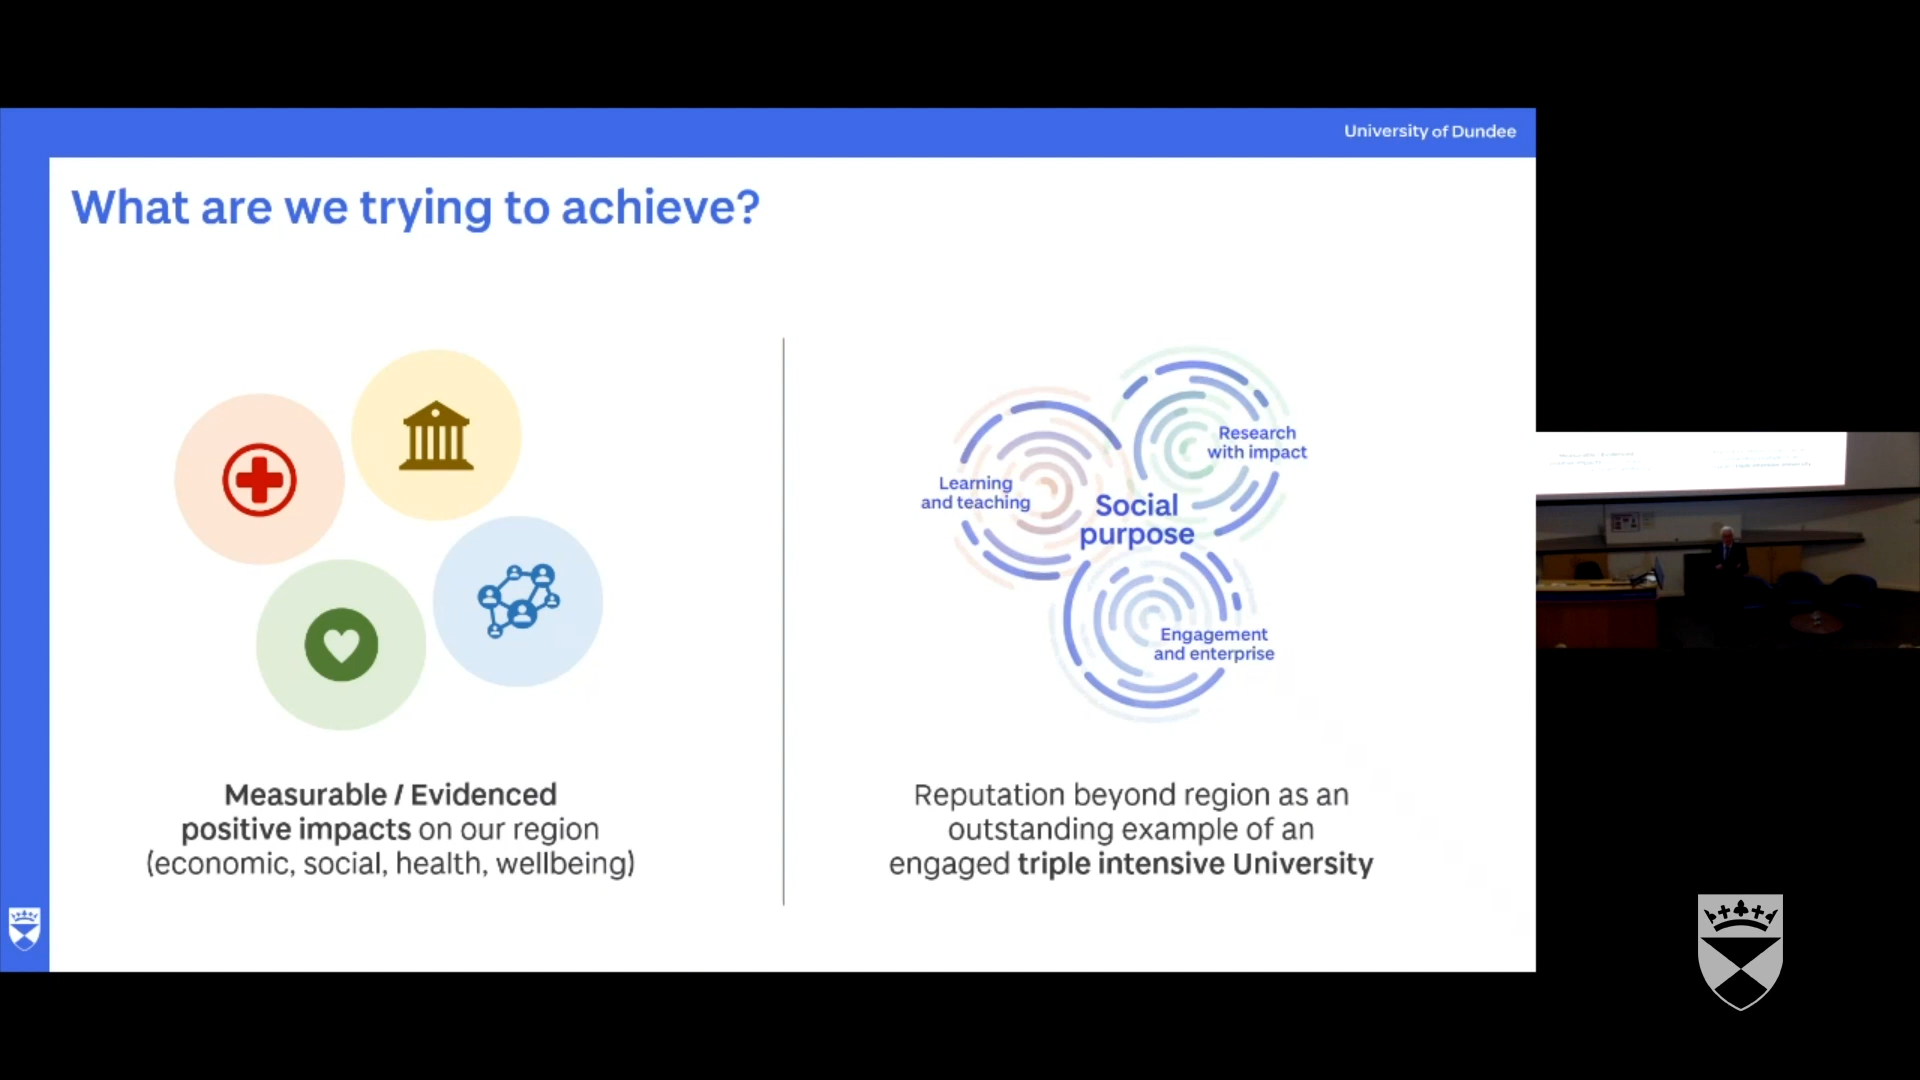 University of Dundee
What are we trying to achieve?
Learning
and teaching
Research
with impact
Social
purpose
Engagement
and enterprise
Measurable / Evidenced
positive impacts on our region
(economic, social, health, wellbeing)
Reputation beyond region as an
outstanding example of an
engaged triple intensive University